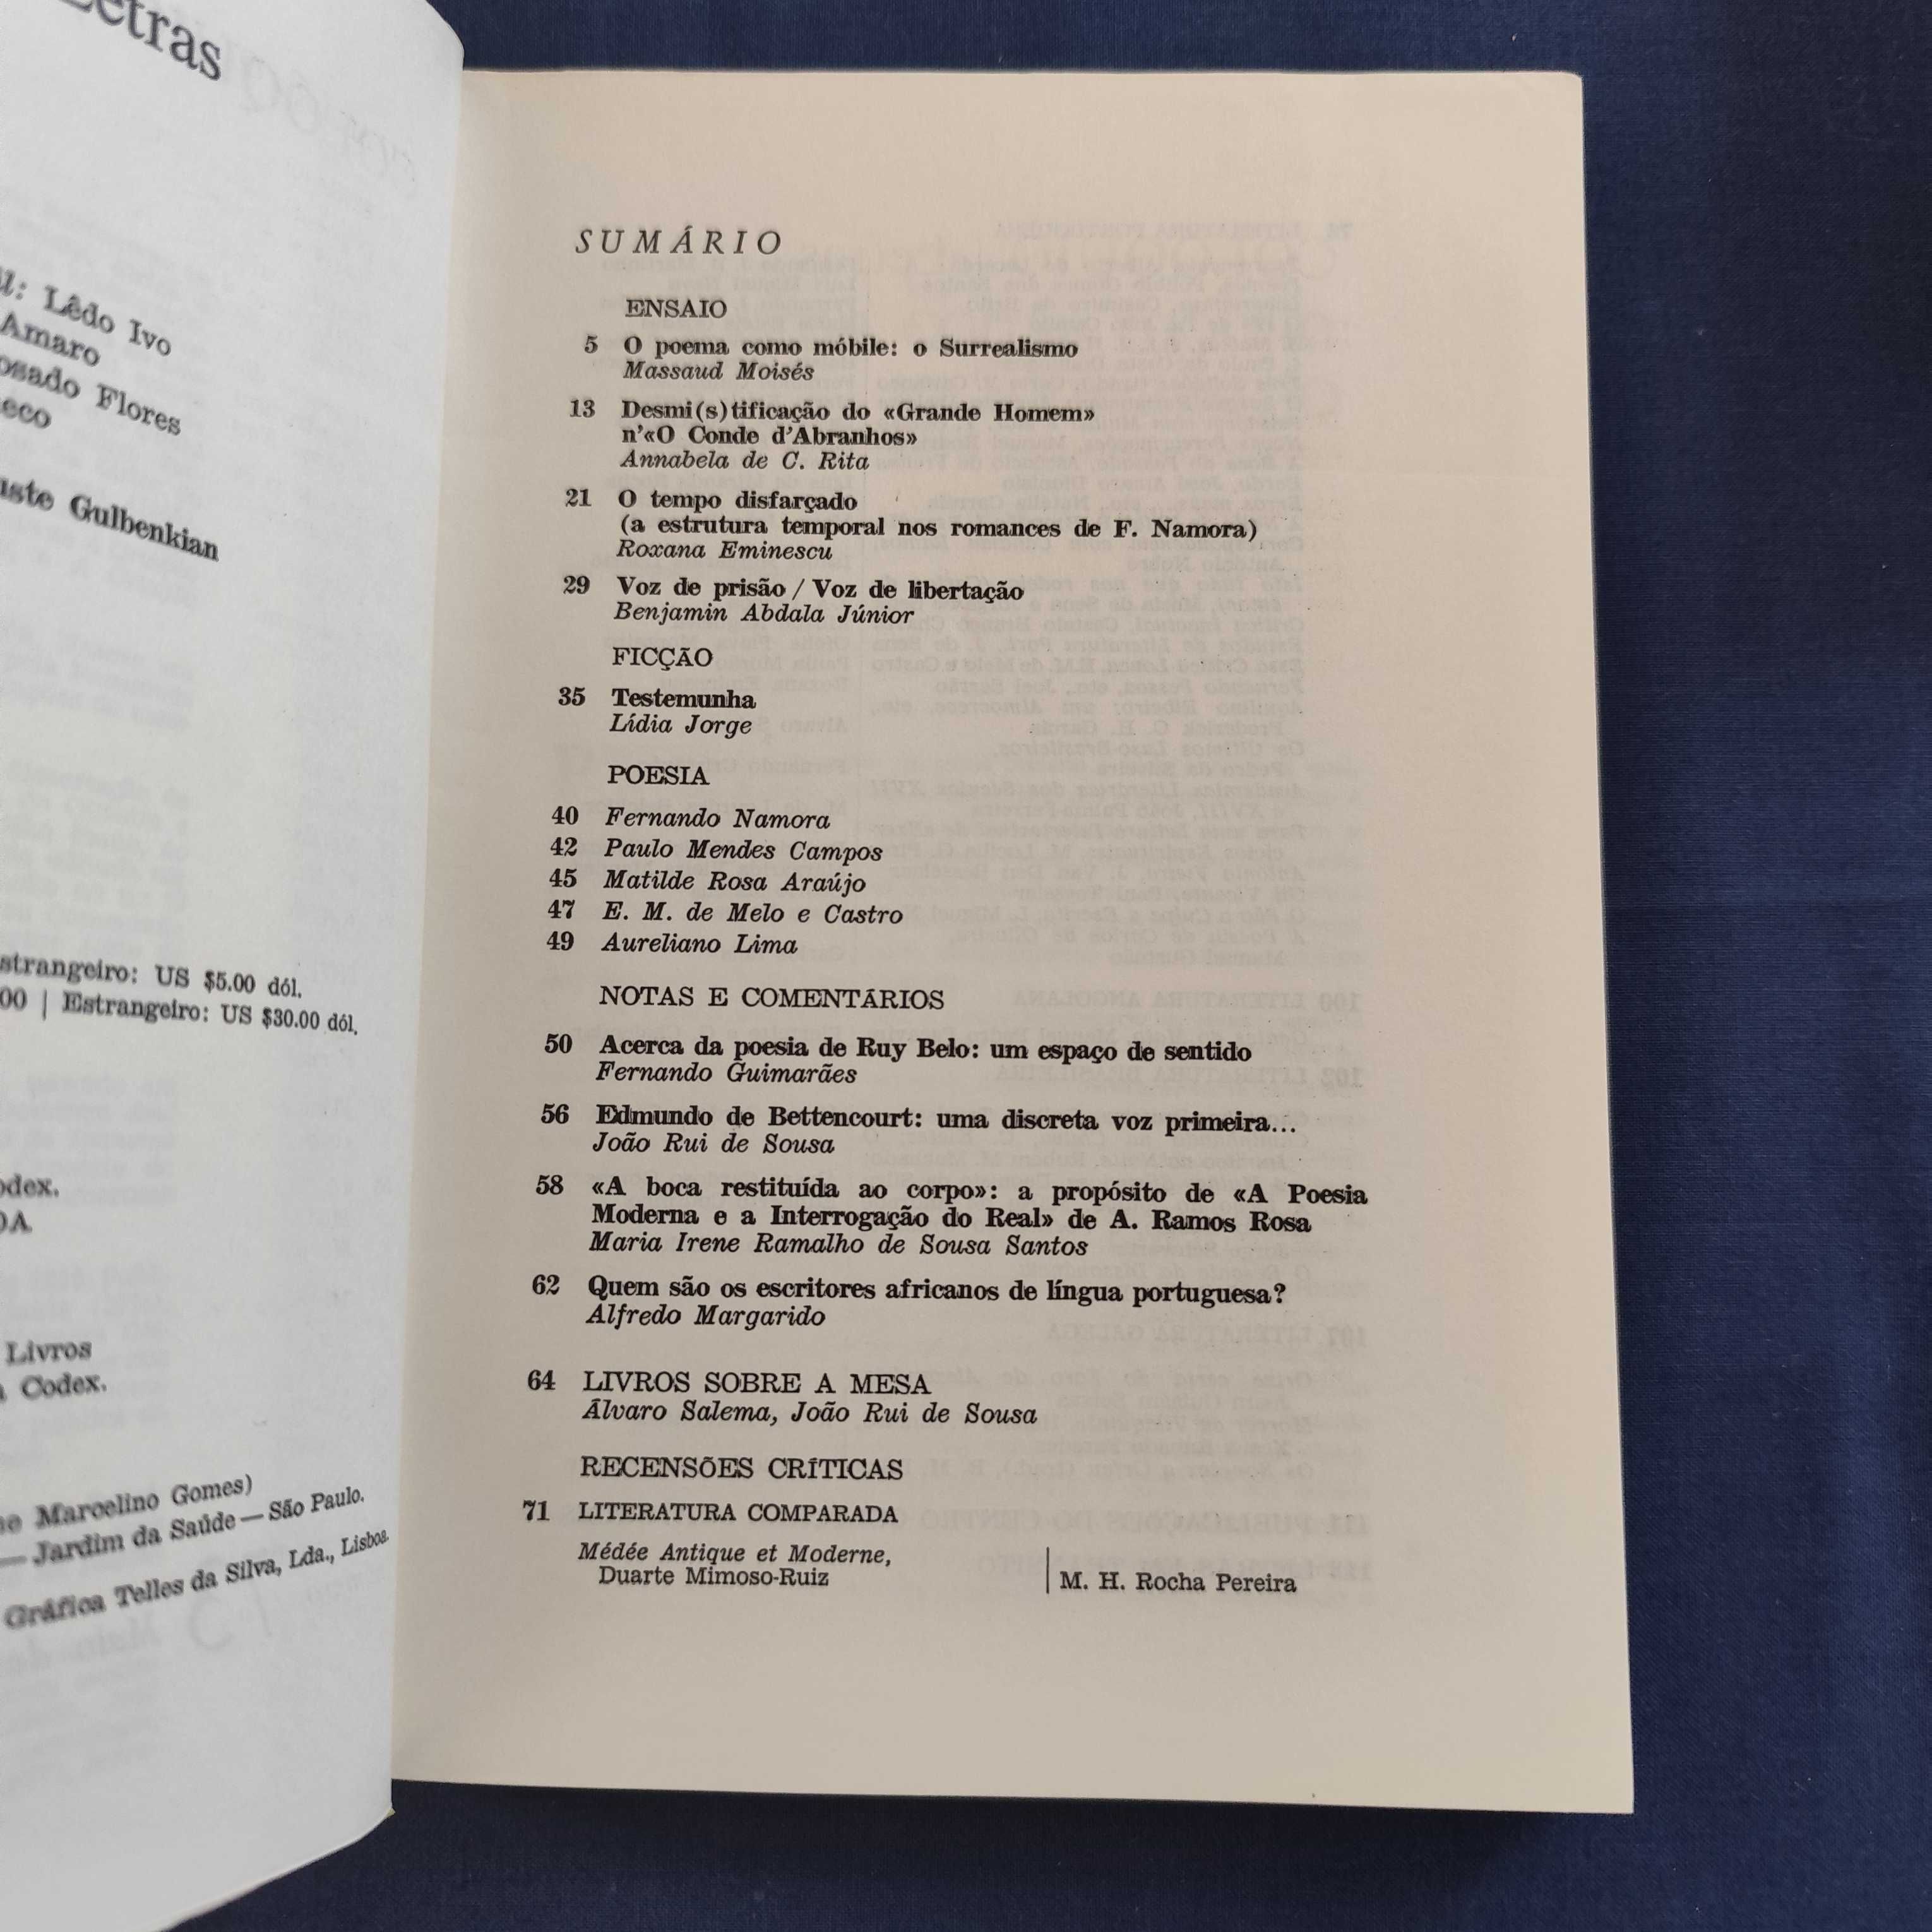 etras
l: Lêdo Ivo
Amaro
osado Flores
eco
uste Gulbenkian
strangeiro: US $5.00 dól.
00 | Estrangeiro: US $30.00 dól.
odex.
DA
Livros
Codex.
Marcelino Gomes)
— Jardim da Saúde — São Paulo.
Gráfica Telles da Silva, Lda., Lisboa
SUMÁRIO
ENSAIO
5 O poema como móbile: o Surrealismo
Massaud Moisés
13 Desmi(s)tificação do «Grande Homem»
n'«O Conde d'Abranhos»
Annabela de C. Rita
21 O tempo disfarçado
(a estrutura temporal nos romances de F. Namora)
Roxana Eminescu
29 Voz de prisão / Voz de libertação
Benjamin Abdala Júnior
FICÇÃO
35 Testemunha
Lídia Jorge
POESIA
40 Fernando Namora
42 Paulo Mendes Campos
45 Matilde Rosa Araújo
47 E. M. de Melo e Castro
49 Aureliano Lima
NOTAS E COMENTÁRIOS
50 Acerca da poesia de Ruy Belo: um espaço de sentido
Fernando Guimarães
56 Edmundo de Bettencourt: uma discreta voz primeira...
João Rui de Sousa
58 «A boca restituída ao corpo»: a propósito de «A Poesia
Moderna e a Interrogação do Real» de A. Ramos Rosa
Maria Irene Ramalho de Sousa Santos
62 Quem são os escritores africanos de língua portuguesa?
Alfredo Margarido
64 LIVROS SOBRE A MESA
Álvaro Salema, João Rui de Sousa
RECENSÕES CRÍTICAS
71 LITERATURA COMPARADA
Médée Antique et Moderne,
Duarte Mimoso-Ruiz | M. H. Rocha Pereira